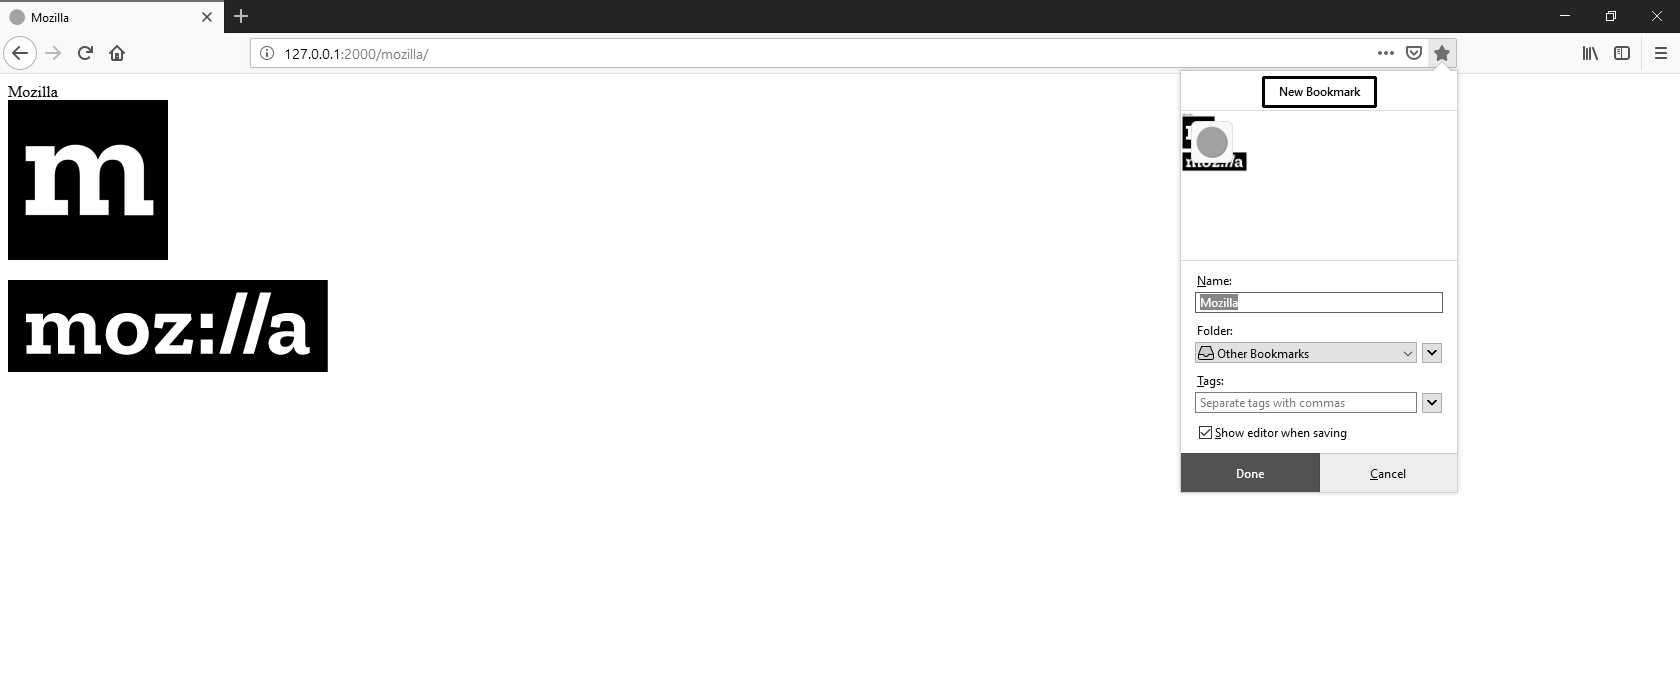 Mozilla
127.0.0.1:2000/mozilla/
Mozilla
m
moz://a
New Bookmark
Name:
Mozilla
Folder:
Other Bookmarks
Tags:
Separate tags with commas
Show editor when saving
Done
Cancel